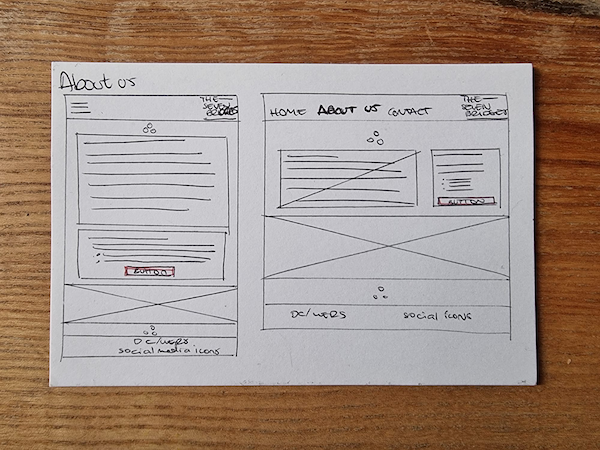 About us
THE
SEVEN
BRIDGES
BUTTON
DC/WERS
social media icons
HOME ABOUT US CONTACT
THE
SEVEN
BRIDGES
BUTTON
DC/WERS
social icons